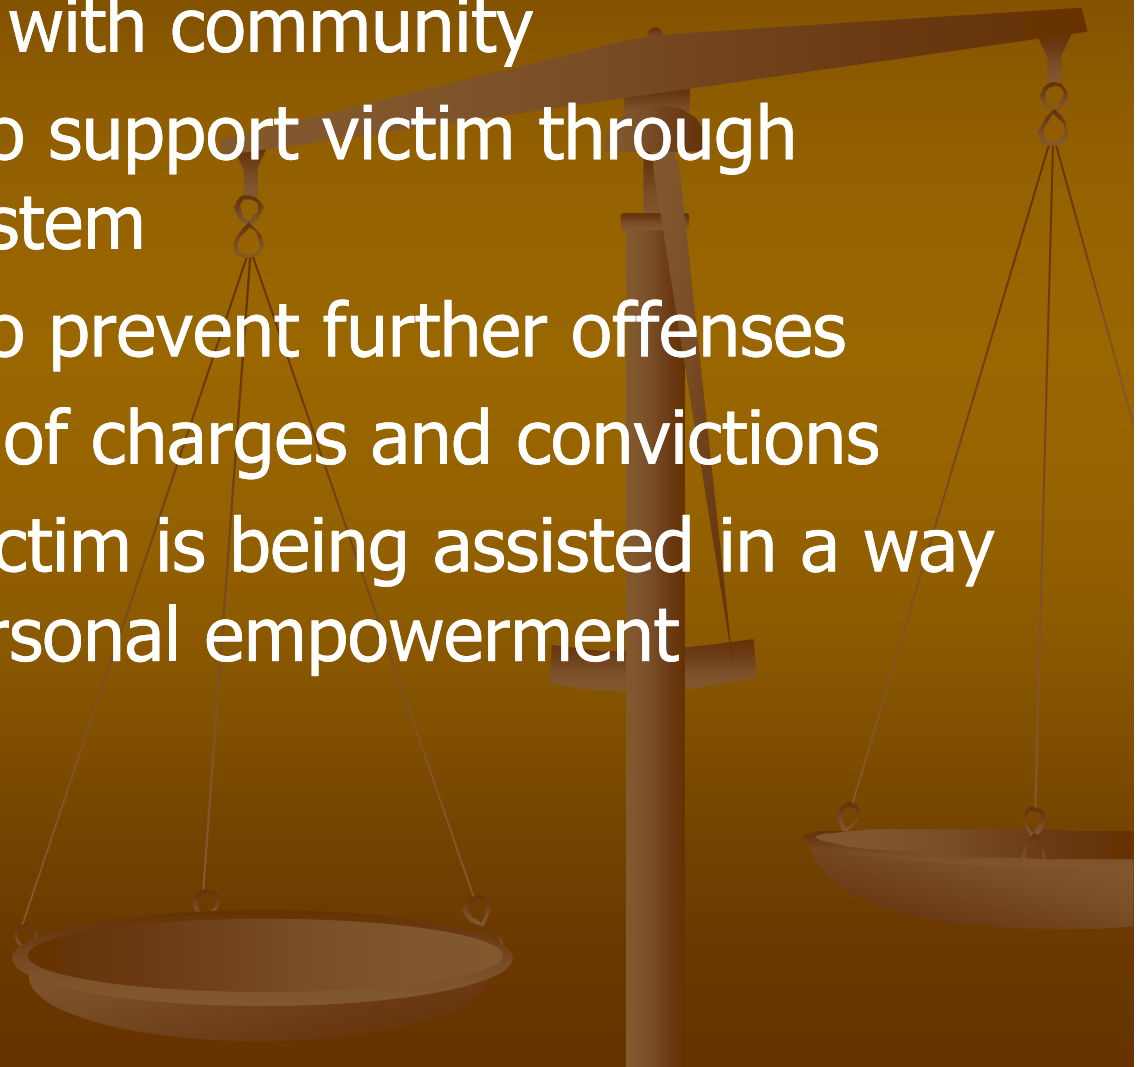 with community
o support victim through
stem
o prevent further offenses
of charges and convictions
ctim is being assisted in a way
rsonal empowerment